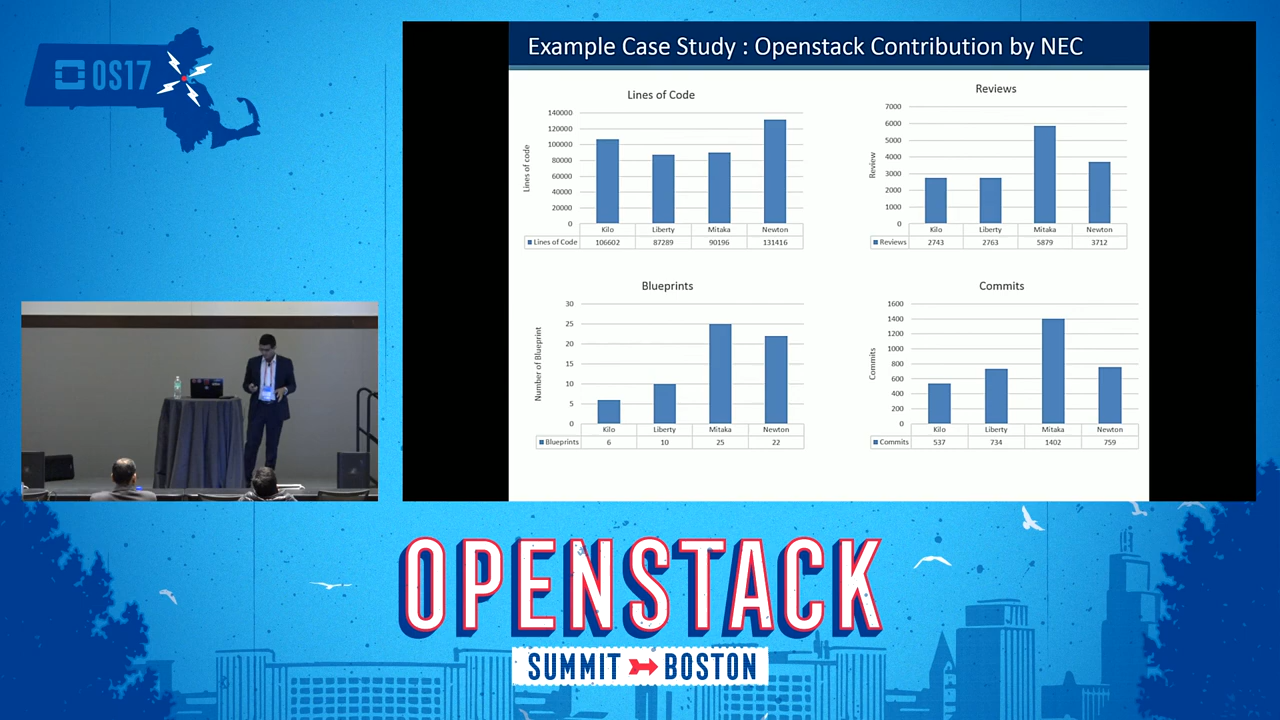 OS17
Example Case Study : Openstack Contribution by NEC
Lines of Code
140000
120000
100000
80000
60000
40000
20000
0
Lines of code
Kilo Liberty Mitaka Newton
Lines of Code 106602 87289 90196 131416
Reviews
7000
6000
5000
4000
3000
2000
1000
0
Review
Kilo Liberty Mitaka Newton
Reviews 2743 2763 5879 3712
Blueprints
30
25
20
15
10
5
0
Number of Blueprint
Kilo Liberty Mitaka Newton
Blueprints 6 10 25 22
Commits
1600
1400
1200
1000
800
600
400
200
0
Commits
Kilo Liberty Mitaka Newton
Commits 537 734 1402 759
OPENSTACK
SUMMIT BOSTON